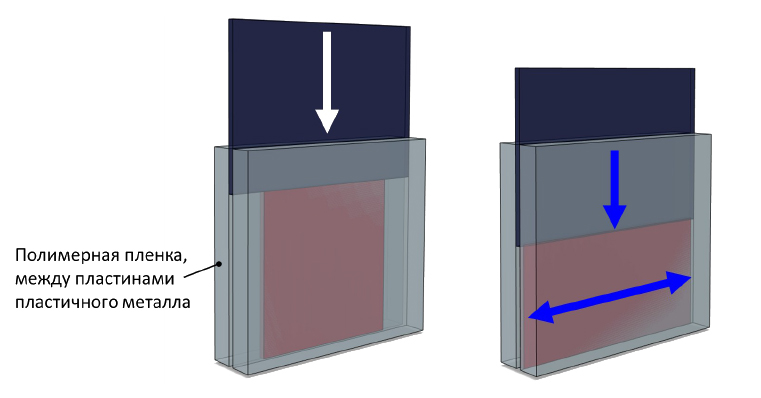 Полимерная пленка,
между пластинами
пластичного металла